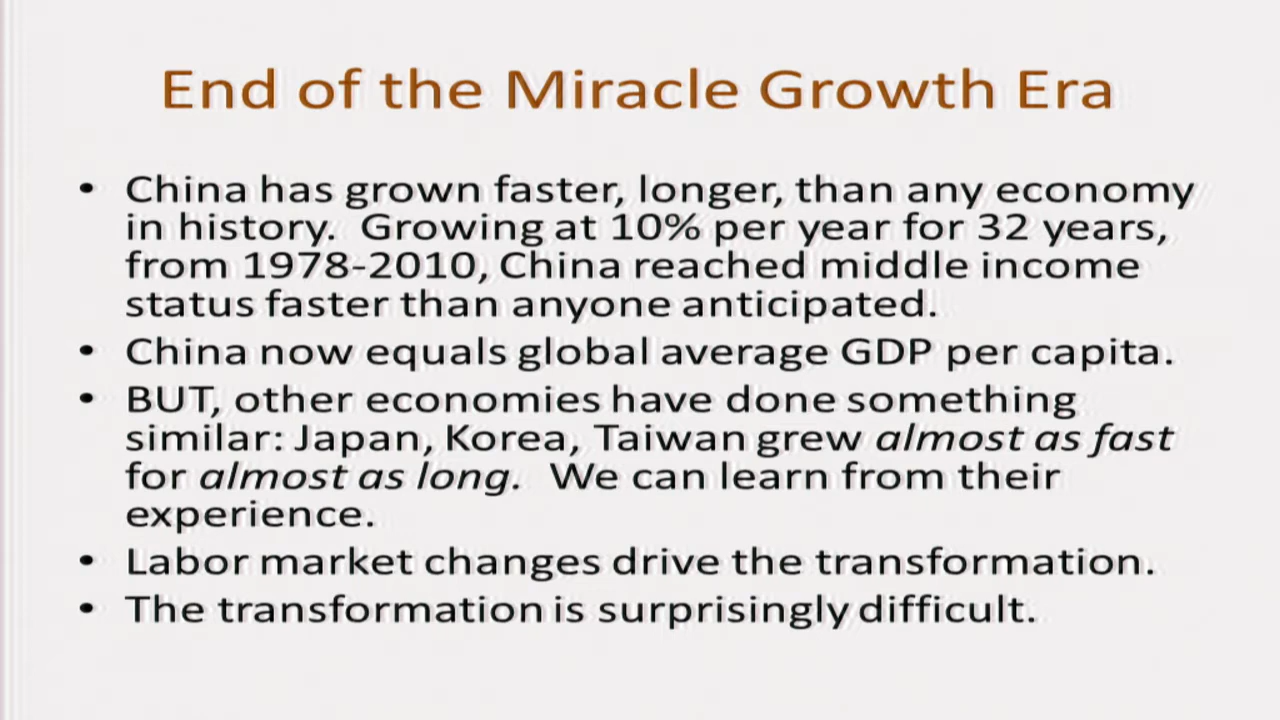 End of the Miracle Growth Era
• China has grown faster, longer, than any economy
in history.  Growing at 10% per year for 32 years,
from 1978-2010, China reached middle income
status faster than anyone anticipated.
• China now equals global average GDP per capita.
• BUT, other economies have done something
similar: Japan, Korea, Taiwan grew almost as fast
for almost as long.  We can learn from their
experience.
• Labor market changes drive the transformation.
• The transformation is surprisingly difficult.